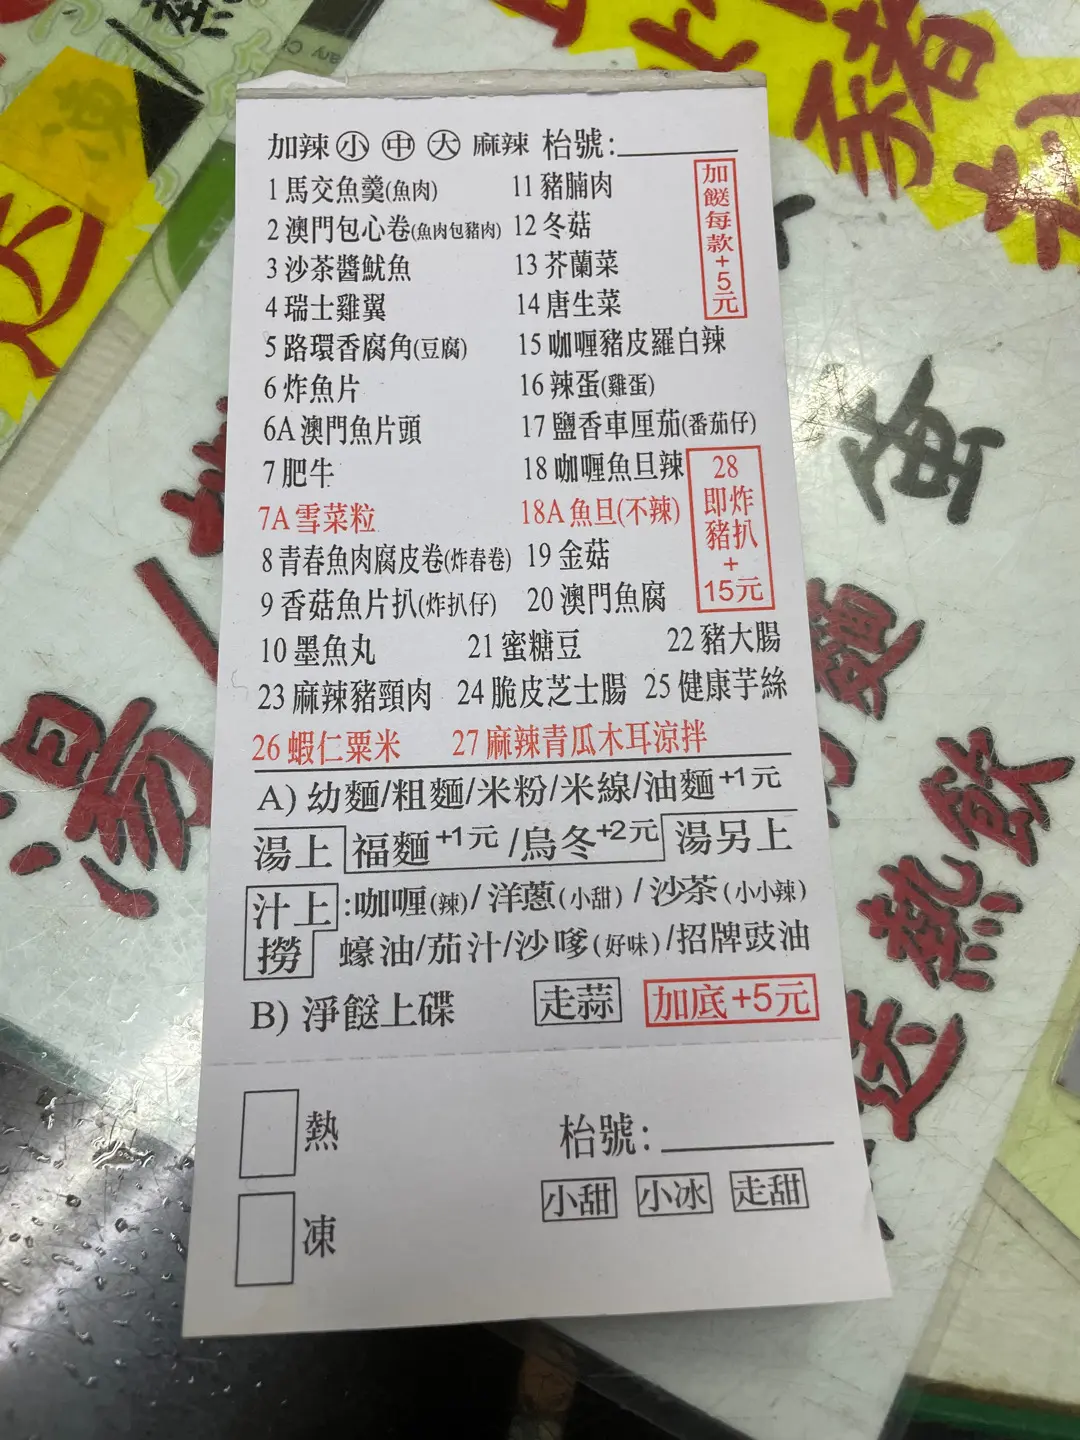 加辣 小 中 大 麻辣 枱號:
1 馬交魚羹(魚肉)
11 豬腩肉
2 澳門包心卷(魚肉包豬肉)
12 冬菇
3 沙茶醬魷魚
13 芥蘭菜
4 瑞士雞翼
14 唐生菜
5 路環香腐角(豆腐)
15 咖喱豬皮羅白辣
6 炸魚片
16 辣蛋(雞蛋)
6A 澳門魚片頭
17 鹽香車厘茄(番茄仔)
7 肥牛
18 咖喱魚旦辣
7A 雪菜粒
18A 魚旦(不辣)
8 青春魚肉腐皮卷(炸春卷)
19 金菇
9 香菇魚片扒(炸扒仔)
20 澳門魚腐
加餸每款+5元
28
即炸
豬扒
+
15元
10 墨魚丸 21 蜜糖豆 22 豬大腸
23 麻辣豬頸肉 24 脆皮芝士腸 25 健康芋絲
26 蝦仁粟米 27 麻辣青瓜木耳涼拌
A) 幼麵/粗麵/米粉/米線/油麵+1元
湯上 福麵+1元/烏冬+2元 湯另上
汁上:咖喱(辣)/洋蔥(小甜)/沙茶(小小辣)
撈 蠔油/茄汁/沙嗲(好味)/招牌豉油
B) 淨餸上碟 走蒜 加底+5元
熱 枱號:
小甜 小冰 走甜
凍